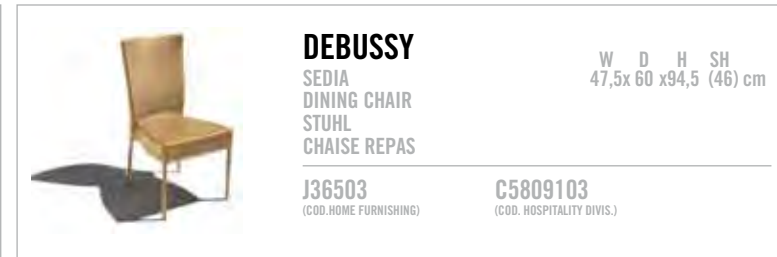 DEBUSSY
SEDIA
DINING CHAIR
STUHL
CHAISE REPAS
W D H SH
47,5x 60 x94,5 (46) cm
J36503
(COD.HOME FURNISHING)
C5809103
(COD. HOSPITALITY DIVIS.)